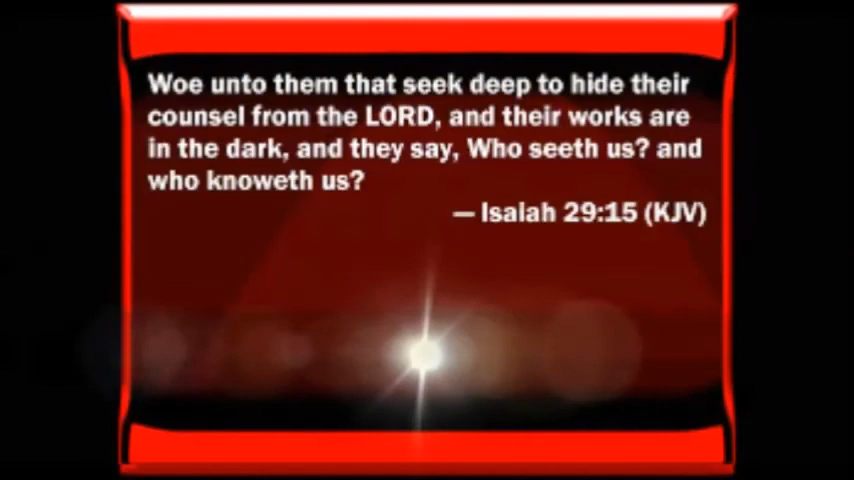 Woe unto them that seek deep to hide their
counsel from the LORD, and their works are
in the dark, and they say, Who seeth us? and
who knoweth us?
— Isaiah 29:15 (KJV)